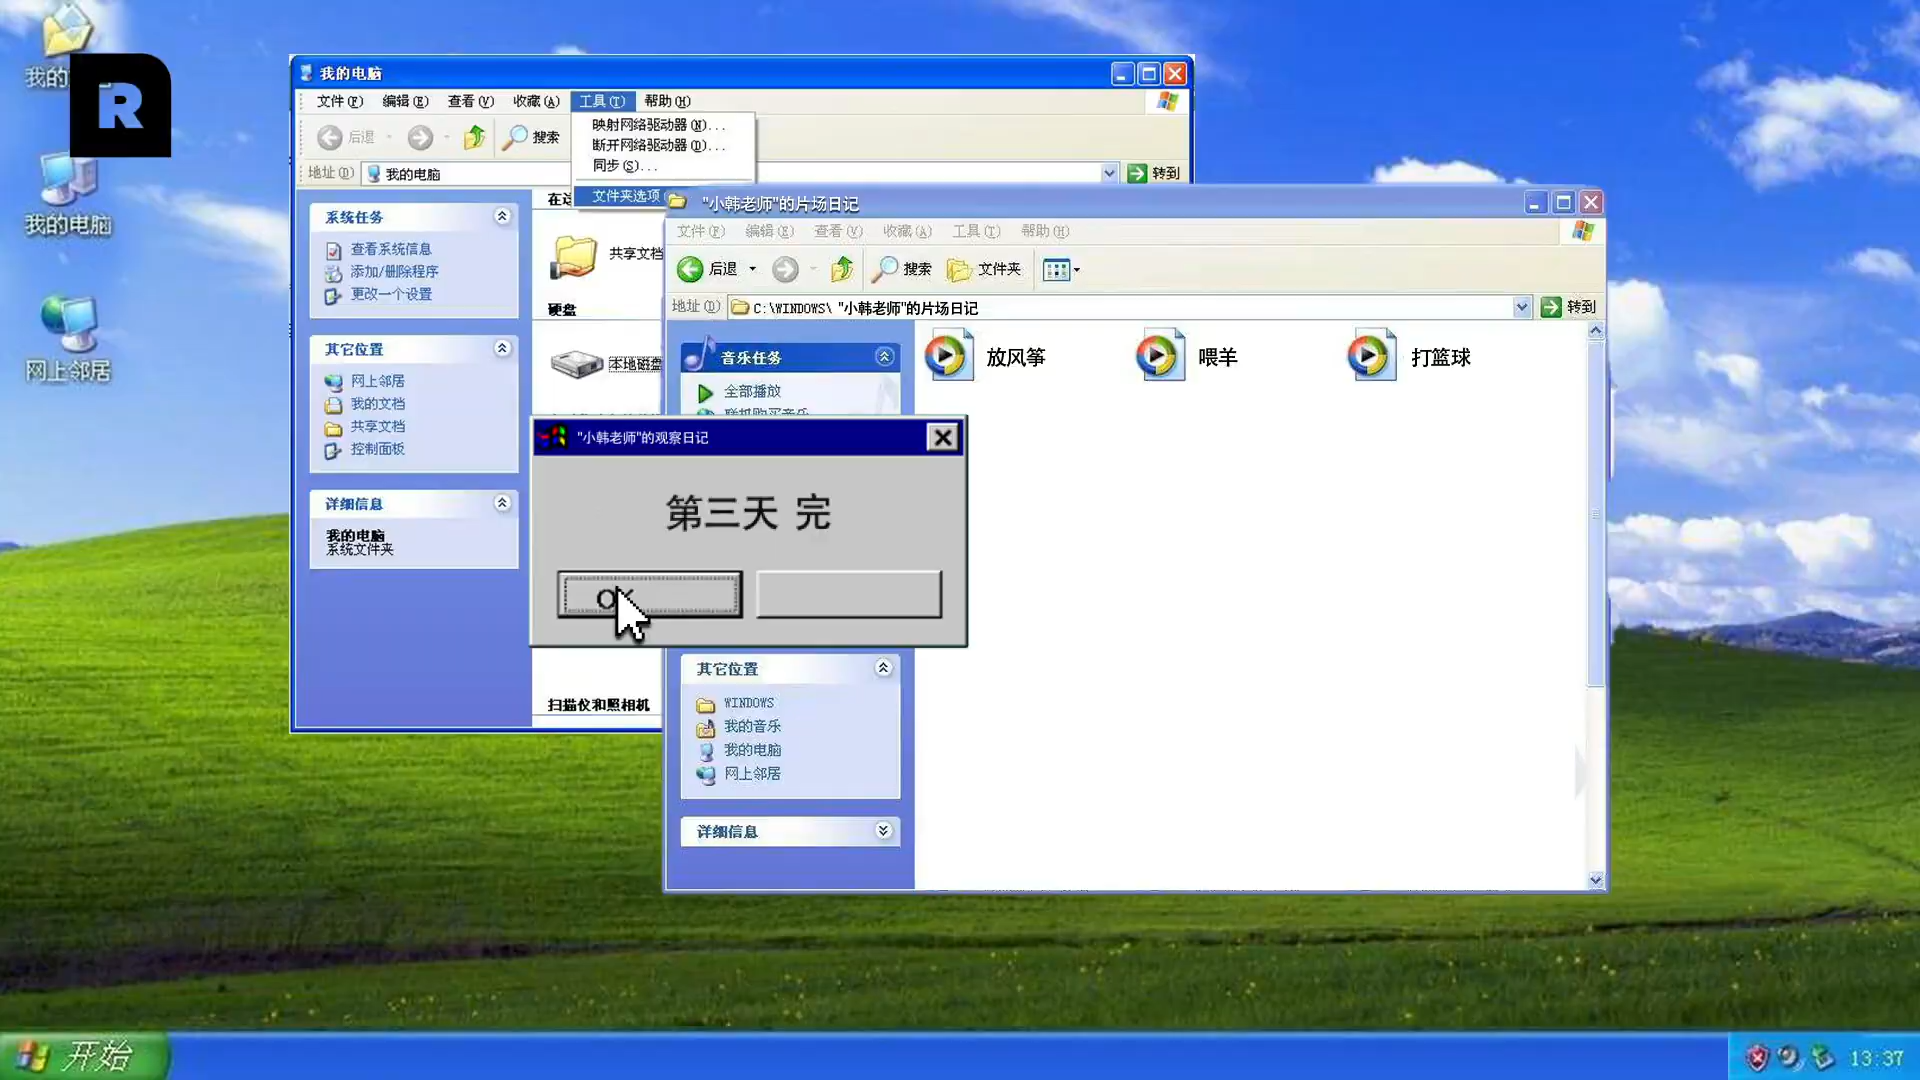 我的
R
我的电脑
网上邻居
我的电脑
文件(F) 编辑(E) 查看(V) 收藏(A) 工具(T) 帮助(H)
后退 搜索
地址(D) 我的电脑 转到
映射网络驱动器(N)...
断开网络驱动器(D)...
同步(S)...
文件夹选项
系统任务
查看系统信息
添加/删除程序
更改一个设置
其它位置
网上邻居
我的文档
共享文档
控制面板
详细信息
我的电脑
系统文件夹
共享文档
硬盘
本地磁盘
扫描仪和照相机
"小韩老师"的片场日记
文件(F) 编辑(E) 查看(V) 收藏(A) 工具(T) 帮助(H)
后退 搜索 文件夹
地址(D) C:\WINDOWS\ "小韩老师"的片场日记 转到
音乐任务
全部播放
放风筝 喂羊 打篮球
"小韩老师"的观察日记
第三天 完
OK
其它位置
WINDOWS
我的音乐
我的电脑
网上邻居
详细信息
开始
13:37